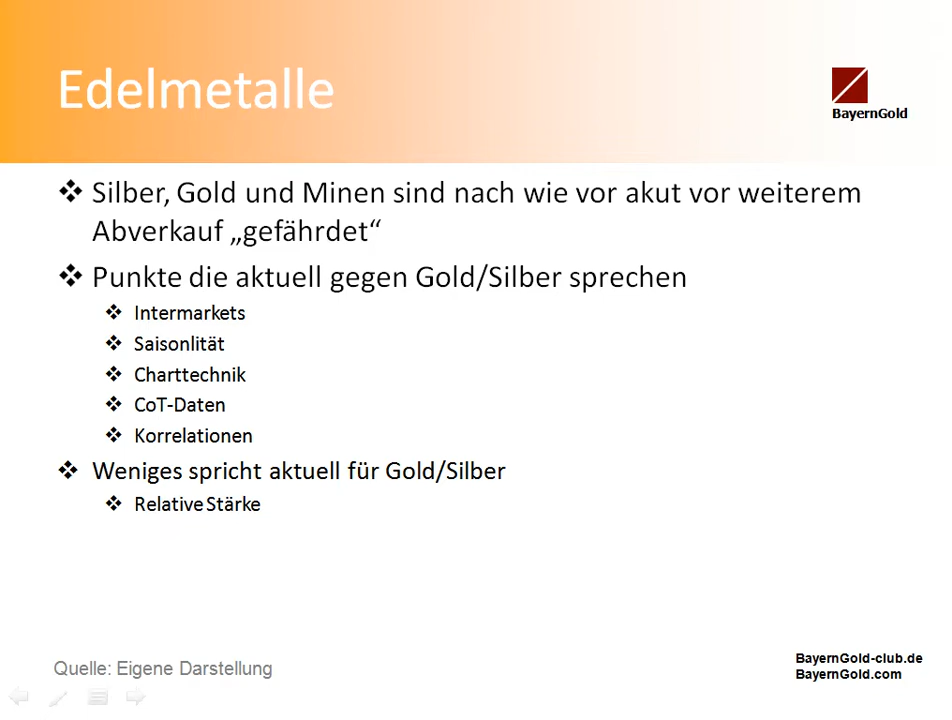 Edelmetalle
BayernGold
Silber, Gold und Minen sind nach wie vor akut vor weiterem
Abverkauf „gefährdet“
Punkte die aktuell gegen Gold/Silber sprechen
Intermarkets
Saisonlität
Charttechnik
CoT-Daten
Korrelationen
Weniges spricht aktuell für Gold/Silber
Relative Stärke
Quelle: Eigene Darstellung
BayernGold-club.de
BayernGold.com